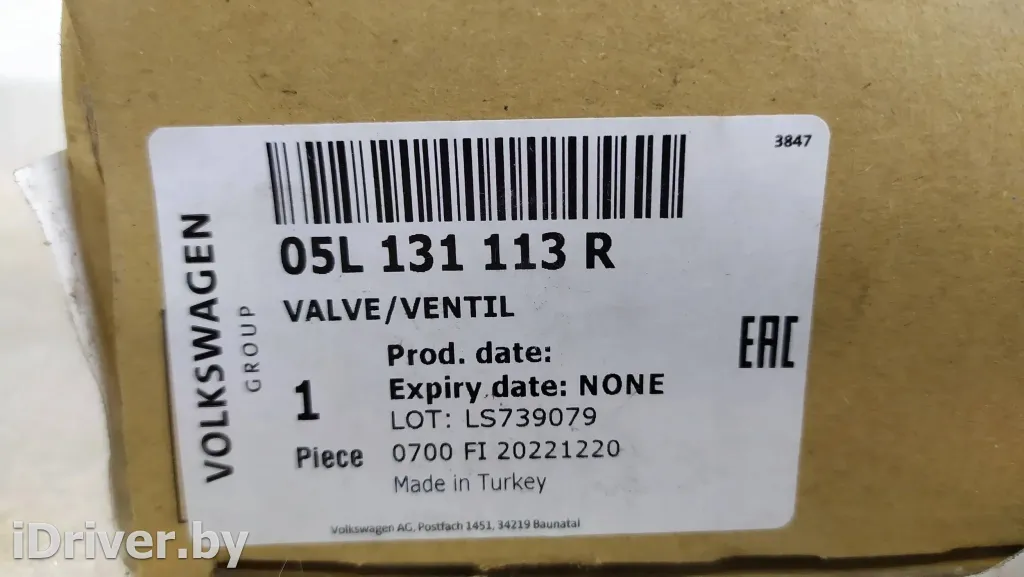 3847
VOLKSWAGEN
GROUP
05L 131 113 R
VALVE/VENTIL
Prod. date:
Expiry date: NONE
1
LOT: LS739079
Piece
0700 FI 20221220
Made in Turkey
EAC
Volkswagen AG, Postfach 1451, 34219 Baunatal
iDriver.by